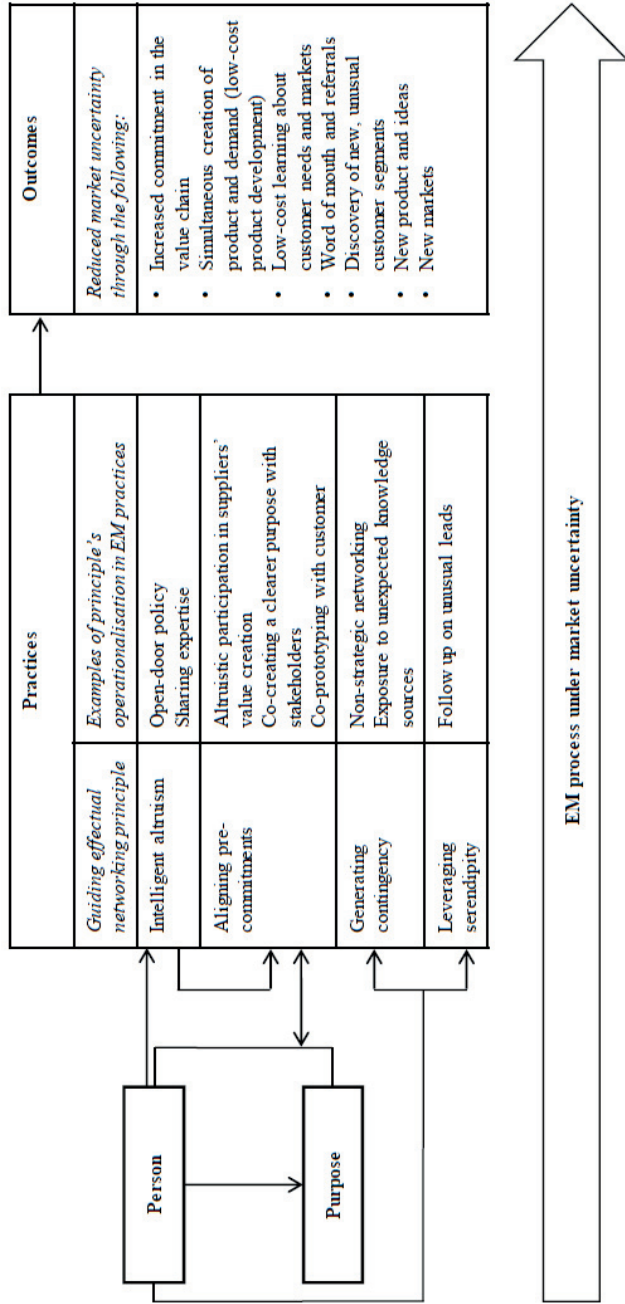 Person
Purpose
Practices
Guiding effectual
networking principle
Examples of principle's
operationalisation in EM practices
Intelligent altruism
Open-door policy
Sharing expertise
Aligning pre-
commitments
Altruistic participation in suppliers'
value creation
Co-creating a clearer purpose with
stakeholders
Co-prototyping with customer
Generating
contingency
Non-strategic networking
Exposure to unexpected knowledge
sources
Leveraging
serendipity
Follow up on unusual leads
Outcomes
Reduced market uncertainty
through the following:
• Increased commitment in the
value chain
• Simultaneous creation of
product and demand (low-cost
product development)
• Low-cost learning about
customer needs and markets
• Word of mouth and referrals
• Discovery of new, unusual
customer segments
• New product and ideas
• New markets
EM process under market uncertainty